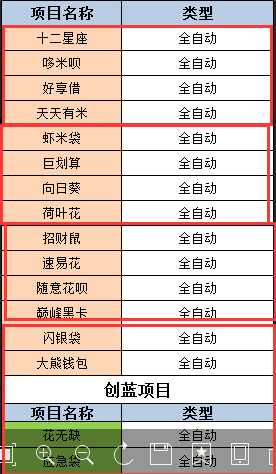 项目名称 类型
十二星座 全自动
哆米呗 全自动
好享借 全自动
天天有米 全自动
虾米袋 全自动
巨划算 全自动
向日葵 全自动
荷叶花 全自动
招财鼠 全自动
速易花 全自动
随意花呗 全自动
巅峰黑卡 全自动
闪银袋 全自动
大熊钱包 全自动
创蓝项目
项目名称 类型
花无缺 全自动
应急袋 全自动